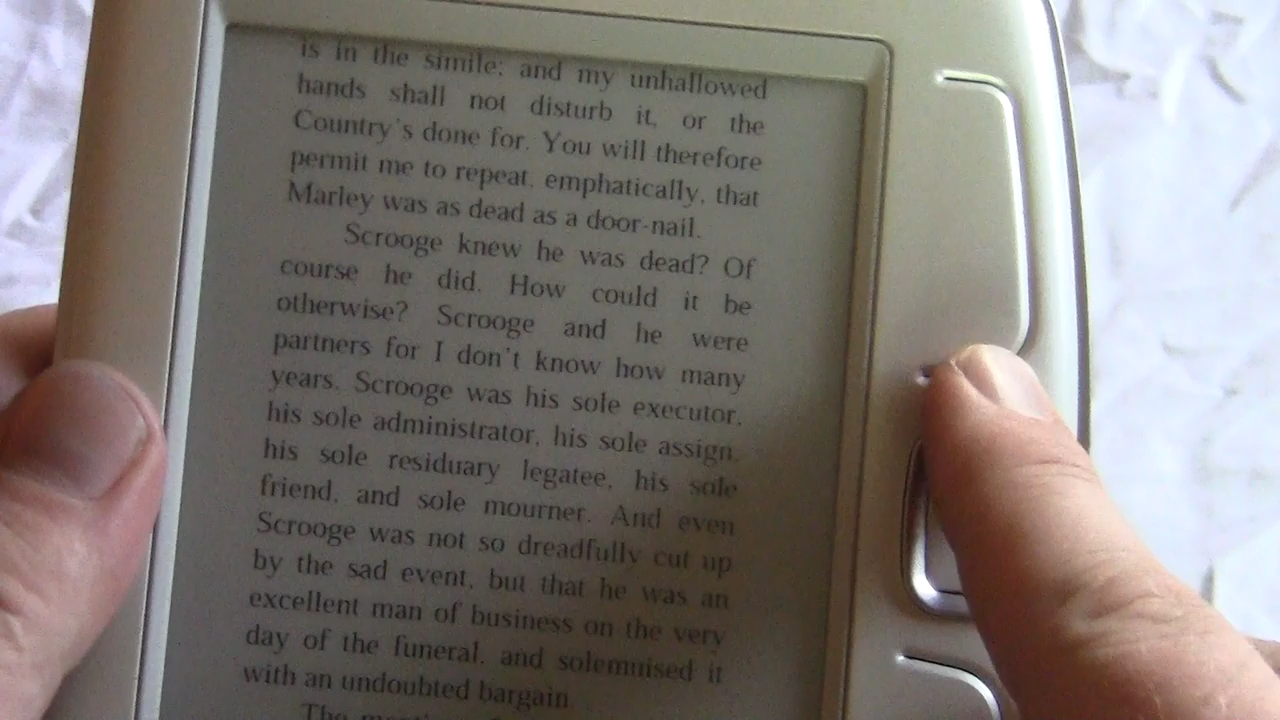 is in the simile; and my unhallowed
hands shall not disturb it, or the
Country's done for. You will therefore
permit me to repeat, emphatically, that
Marley was as dead as a door-nail.
Scrooge knew he was dead? Of
course he did. How could it be
otherwise? Scrooge and he were
partners for I don't know how many
years. Scrooge was his sole executor,
his sole administrator, his sole assign,
his sole residuary legatee, his sole
friend, and sole mourner. And even
Scrooge was not so dreadfully cut up
by the sad event, but that he was an
excellent man of business on the very
day of the funeral, and solemnised it
with an undoubted bargain.
The